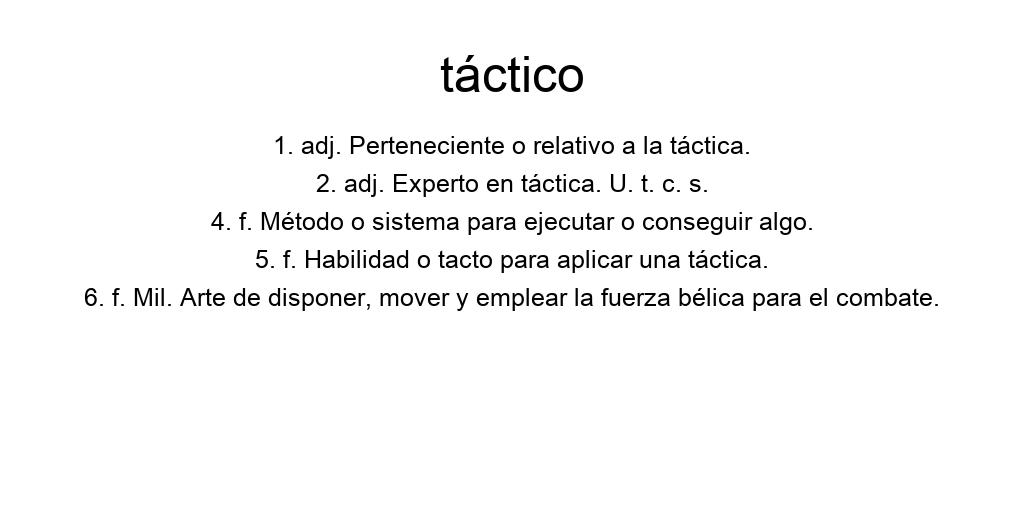 táctico
1. adj. Perteneciente o relativo a la táctica.
2. adj. Experto en táctica. U. t. c. s.
4. f. Método o sistema para ejecutar o conseguir algo.
5. f. Habilidad o tacto para aplicar una táctica.
6. f. Mil. Arte de disponer, mover y emplear la fuerza bélica para el combate.